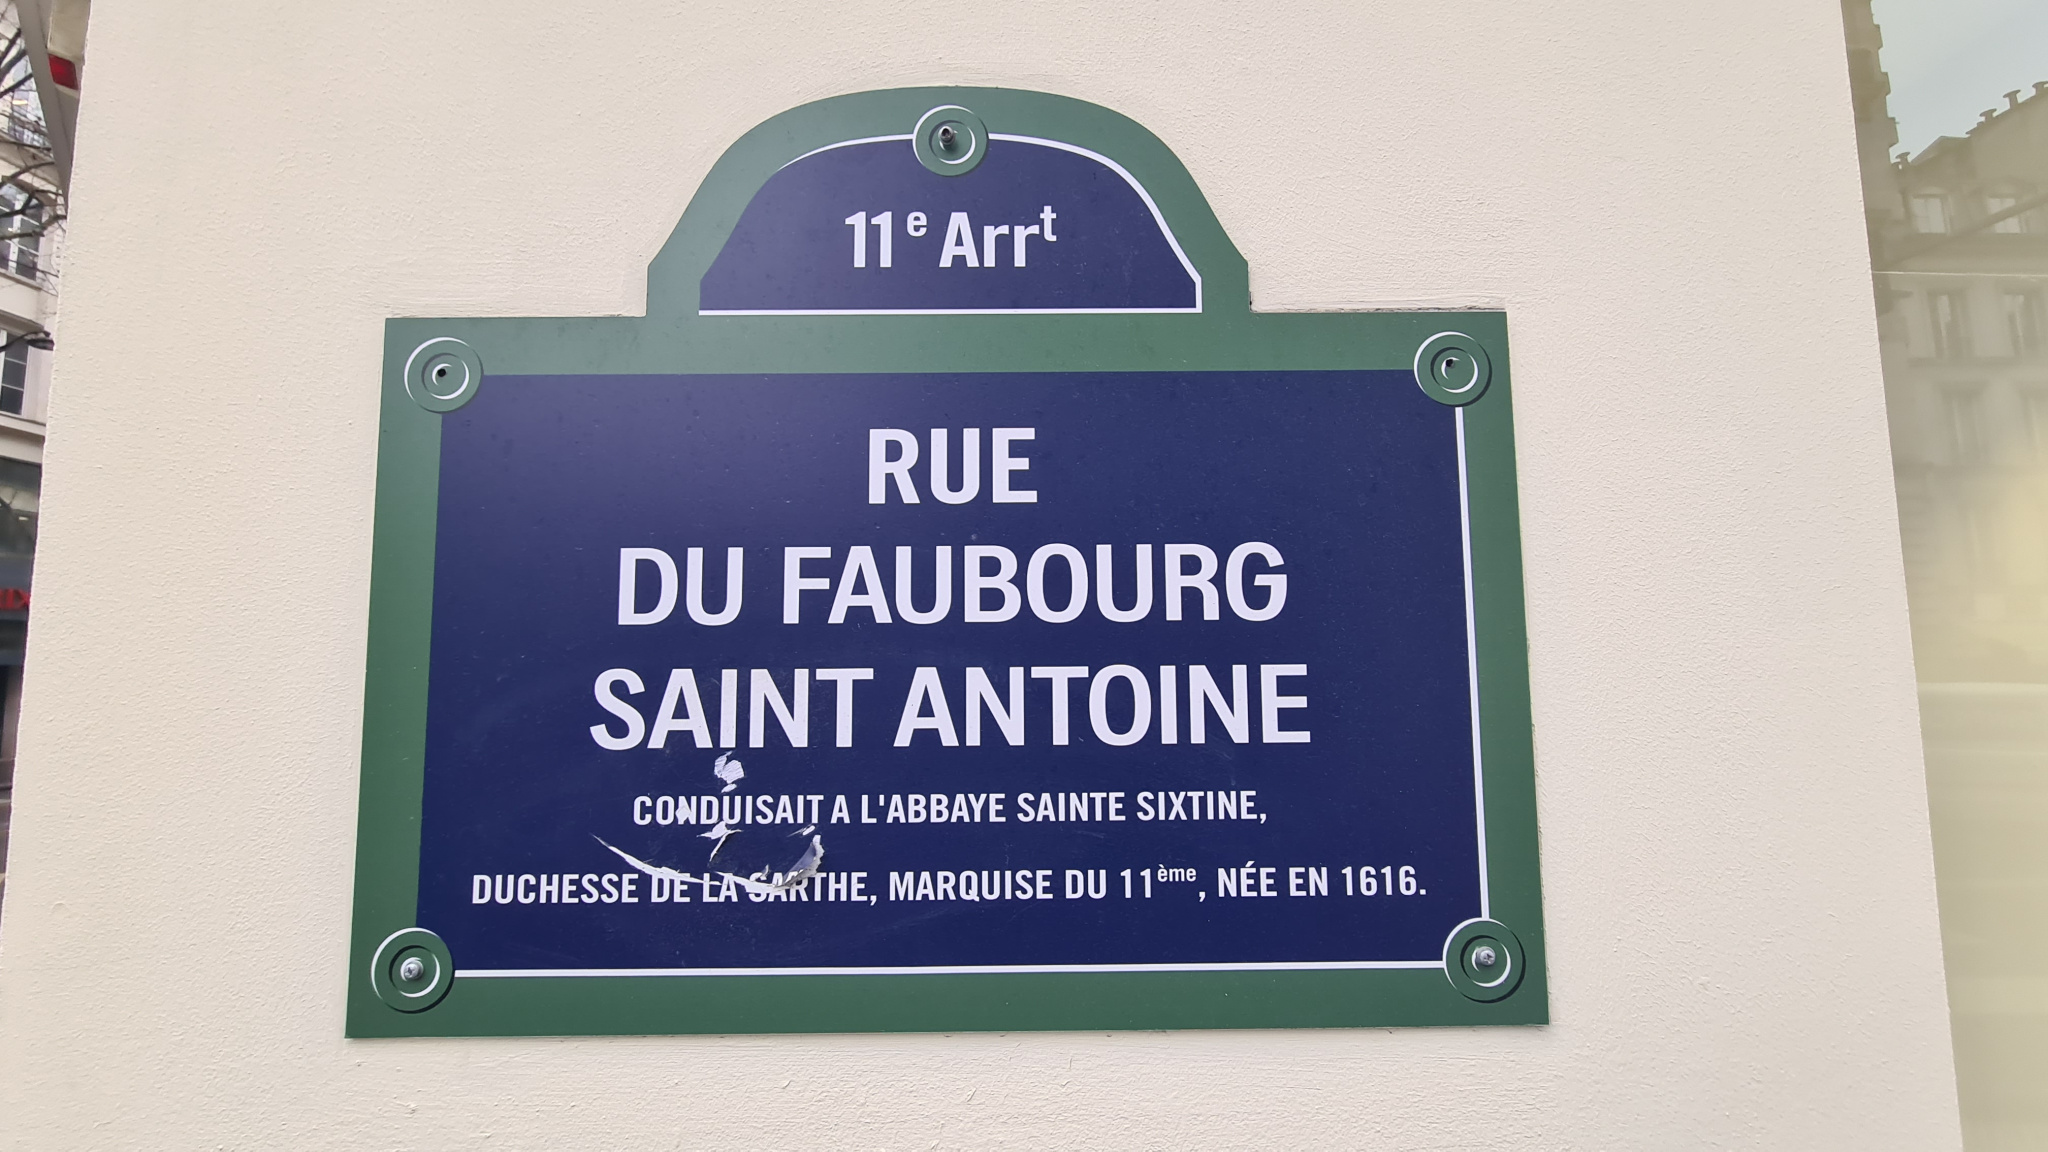 11e Arrt
RUE
DU FAUBOURG
SAINT ANTOINE
CONDUISAIT A L'ABBAYE SAINTE SIXTINE,
DUCHESSE DE LA SARTHE, MARQUISE DU 11ème, NÉE EN 1616.